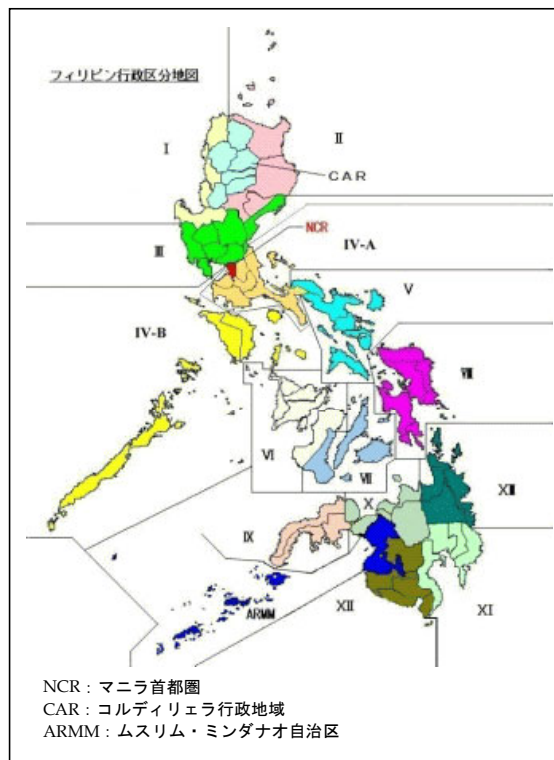 フィリピン行政区分地図
I
II
CAR
III
NCR
IV-A
V
IV-B
VIII
VI
VII
XIII
X
IX
ARMM
XII
XI
NCR：マニラ首都圏
CAR：コルディリェラ行政地域
ARMM：ムスリム・ミンダナオ自治区